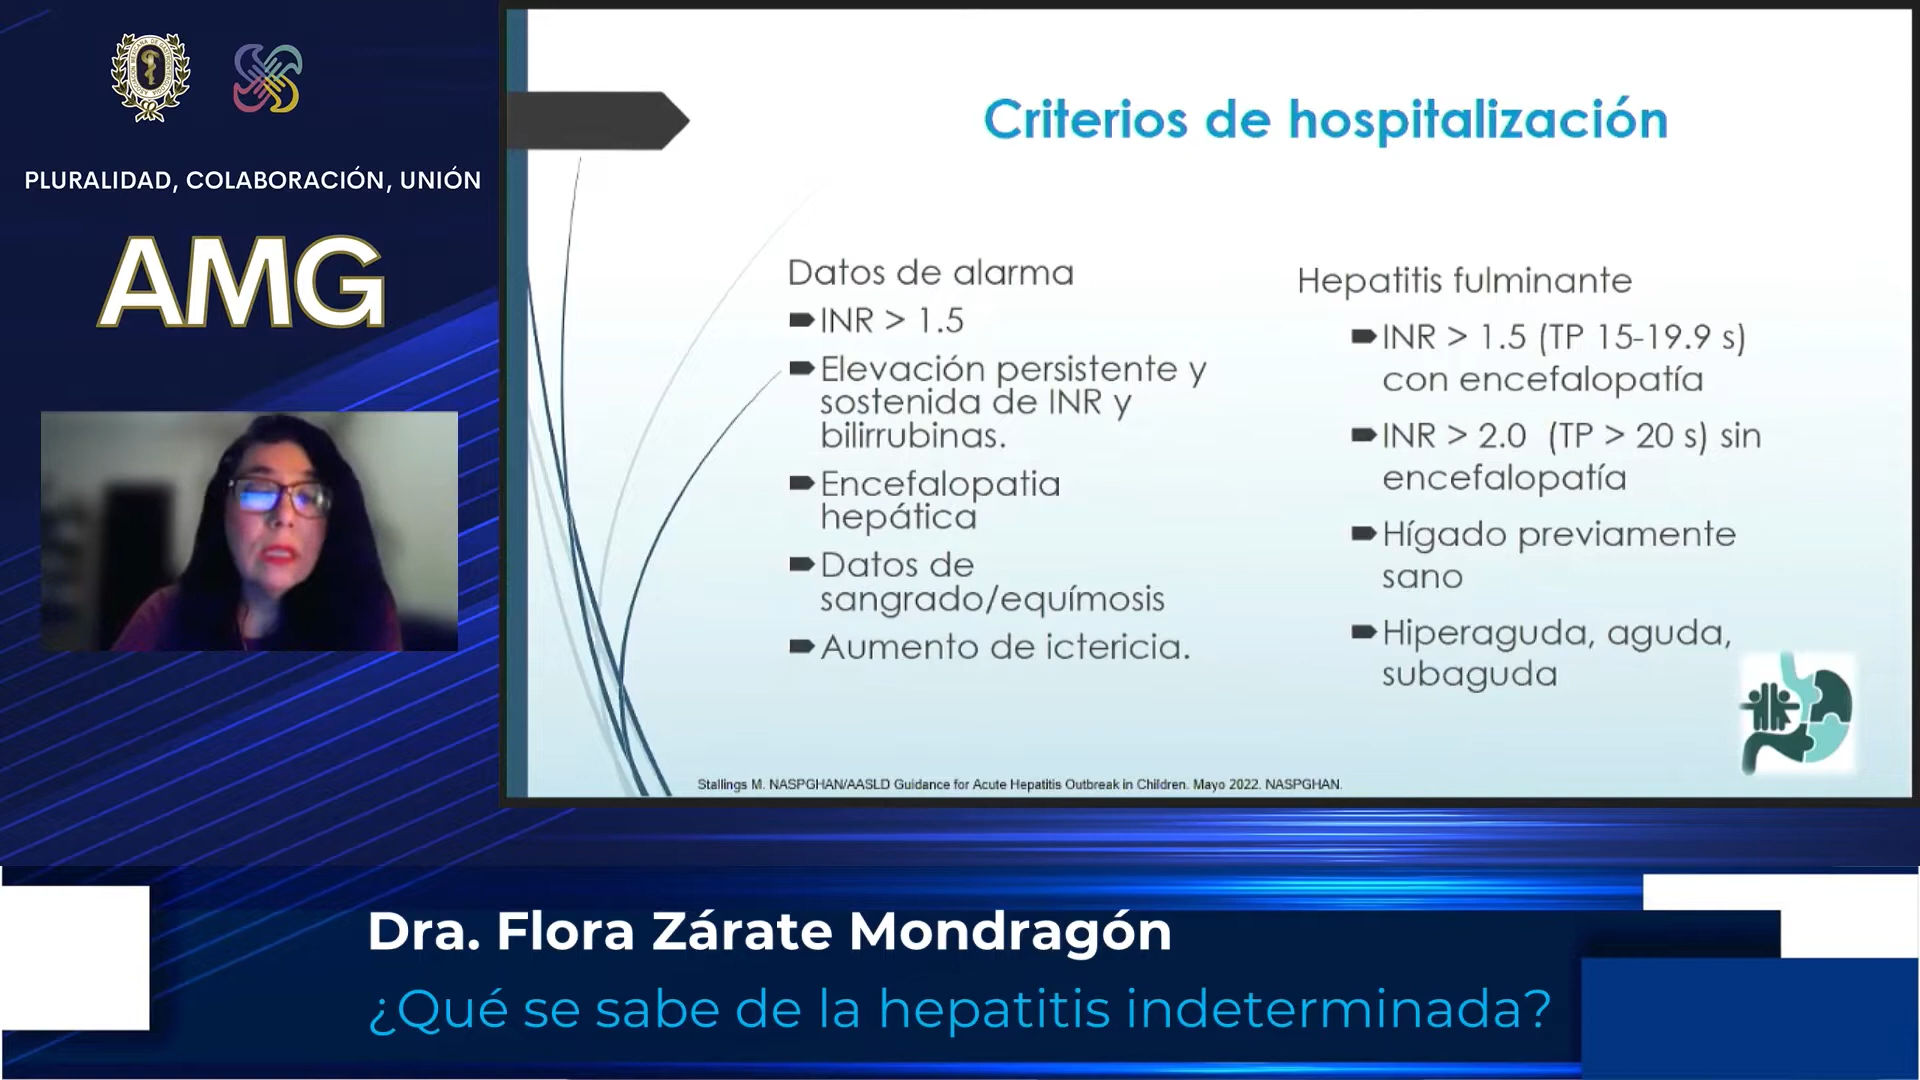 PLURALIDAD, COLABORACIÓN, UNIÓN
AMG
Criterios de hospitalización
Datos de alarma
INR > 1.5
Elevación persistente y
sostenida de INR y
bilirrubinas.
Encefalopatia
hepática
Datos de
sangrado/equímosis
Aumento de ictericia.
Hepatitis fulminante
INR > 1.5 (TP 15-19.9 s)
con encefalopatía
INR > 2.0 (TP > 20 s) sin
encefalopatía
Hígado previamente
sano
Hiperaguda, aguda,
subaguda
Stallings M. NASPGHAN/AASLD Guidance for Acute Hepatitis Outbreak in Children. Mayo 2022. NASPGHAN.
Dra. Flora Zárate Mondragón
¿Qué se sabe de la hepatitis indeterminada?